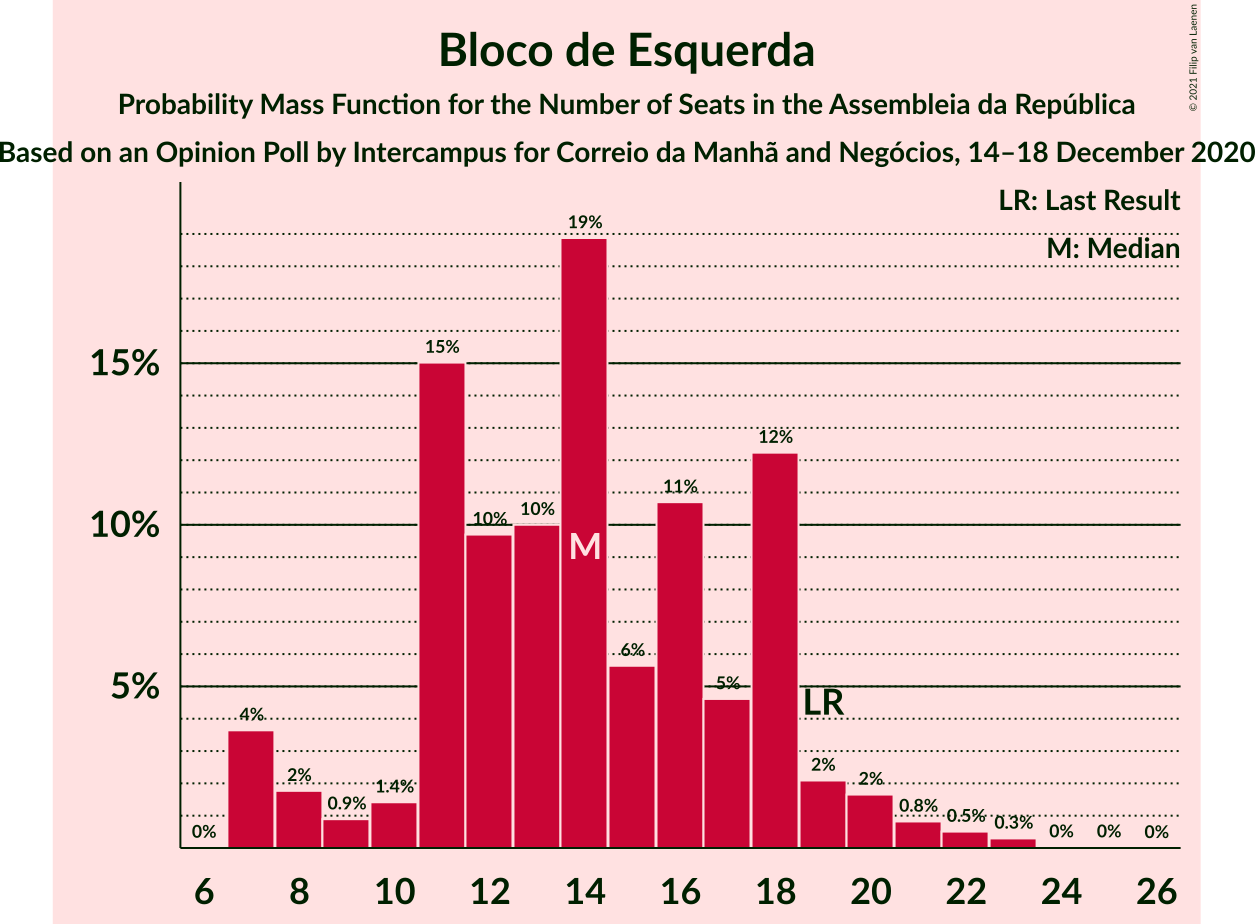 Bloco de Esquerda
Probability Mass Function for the Number of Seats in the Assembleia da República
Based on an Opinion Poll by Intercampus for Correio da Manhã and Negócios, 14–18 December 2020
© 2021 Filip van Laenen
LR: Last Result
M: Median
15%
10%
5%
0%
4%
2%
0.9%
1.4%
15%
10%
10%
19%
6%
11%
5%
12%
2%
2%
0.8%
0.5%
0.3%
0%
0%
0%
M
LR
6 8 10 12 14 16 18 20 22 24 26